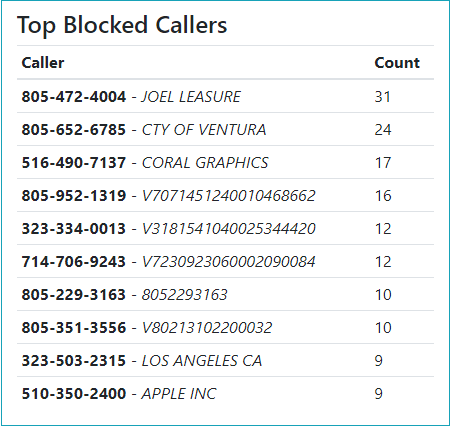 Top Blocked Callers
Caller Count
805-472-4004 - JOEL LEASURE 31
805-652-6785 - CTY OF VENTURA 24
516-490-7137 - CORAL GRAPHICS 17
805-952-1319 - V7071451240010468662 16
323-334-0013 - V3181541040025344420 12
714-706-9243 - V7230923060002090084 12
805-229-3163 - 8052293163 10
805-351-3556 - V80213102200032 10
323-503-2315 - LOS ANGELES CA 9
510-350-2400 - APPLE INC 9